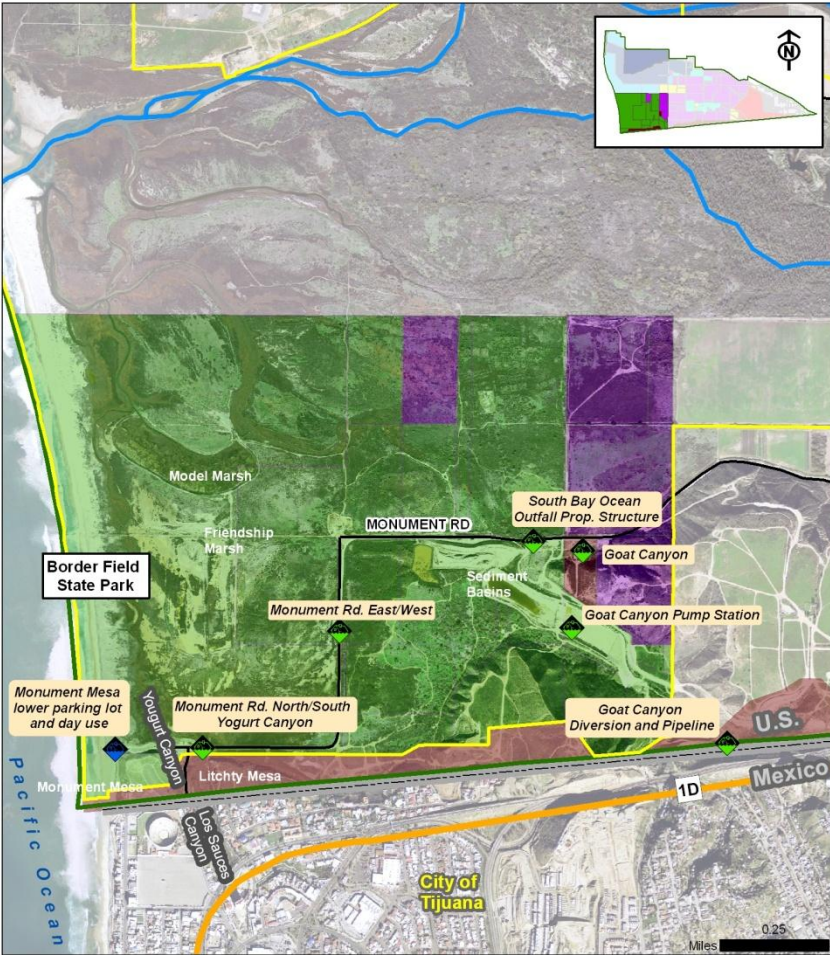 N
Model Marsh
Friendship
Marsh
MONUMENT RD
South Bay Ocean
Outfall Prop. Structure
Goat Canyon
Sediment
Basins
Border Field
State Park
Monument Rd. East/West
Goat Canyon Pump Station
Monument Mesa
lower parking lot
and day use
Yougurt Canyon
Monument Rd. North/South
Yogurt Canyon
Goat Canyon
Diversion and Pipeline
U.S.
Mexico
Monument Mesa
Litchty Mesa
1D
Los Sauces
Canyon
Pacific Ocean
City of
Tijuana
0.25
Miles